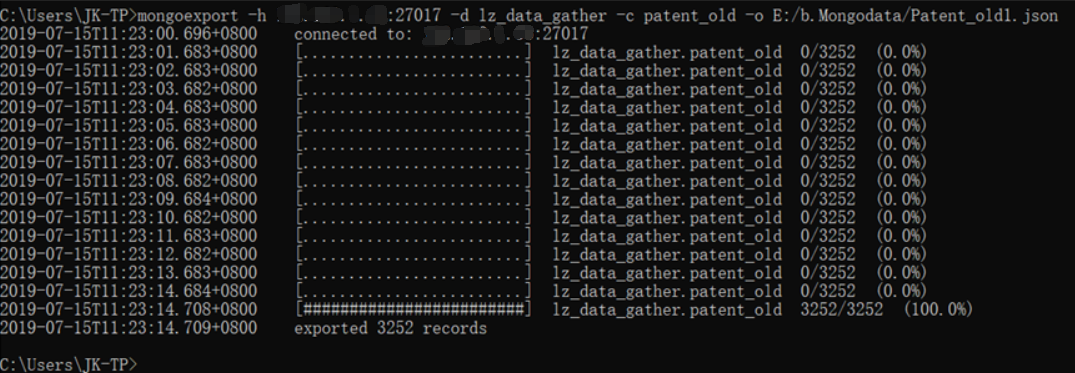 C:\Users\JK-TP>mongoexport -h :27017 -d lz_data_gather -c patent_old -o E:/b.Mongodata/Patent_old1.json
2019-07-15T11:23:00.696+0800 connected to: :27017
2019-07-15T11:23:01.683+0800 [........................] lz_data_gather.patent_old 0/3252 (0.0%)
2019-07-15T11:23:02.683+0800 [........................] lz_data_gather.patent_old 0/3252 (0.0%)
2019-07-15T11:23:03.682+0800 [........................] lz_data_gather.patent_old 0/3252 (0.0%)
2019-07-15T11:23:04.683+0800 [........................] lz_data_gather.patent_old 0/3252 (0.0%)
2019-07-15T11:23:05.683+0800 [........................] lz_data_gather.patent_old 0/3252 (0.0%)
2019-07-15T11:23:06.682+0800 [........................] lz_data_gather.patent_old 0/3252 (0.0%)
2019-07-15T11:23:07.683+0800 [........................] lz_data_gather.patent_old 0/3252 (0.0%)
2019-07-15T11:23:08.682+0800 [........................] lz_data_gather.patent_old 0/3252 (0.0%)
2019-07-15T11:23:09.684+0800 [........................] lz_data_gather.patent_old 0/3252 (0.0%)
2019-07-15T11:23:10.682+0800 [........................] lz_data_gather.patent_old 0/3252 (0.0%)
2019-07-15T11:23:11.683+0800 [........................] lz_data_gather.patent_old 0/3252 (0.0%)
2019-07-15T11:23:12.682+0800 [........................] lz_data_gather.patent_old 0/3252 (0.0%)
2019-07-15T11:23:13.683+0800 [........................] lz_data_gather.patent_old 0/3252 (0.0%)
2019-07-15T11:23:14.684+0800 [........................] lz_data_gather.patent_old 0/3252 (0.0%)
2019-07-15T11:23:14.708+0800 [########################] lz_data_gather.patent_old 3252/3252 (100.0%)
2019-07-15T11:23:14.709+0800 exported 3252 records
C:\Users\JK-TP>